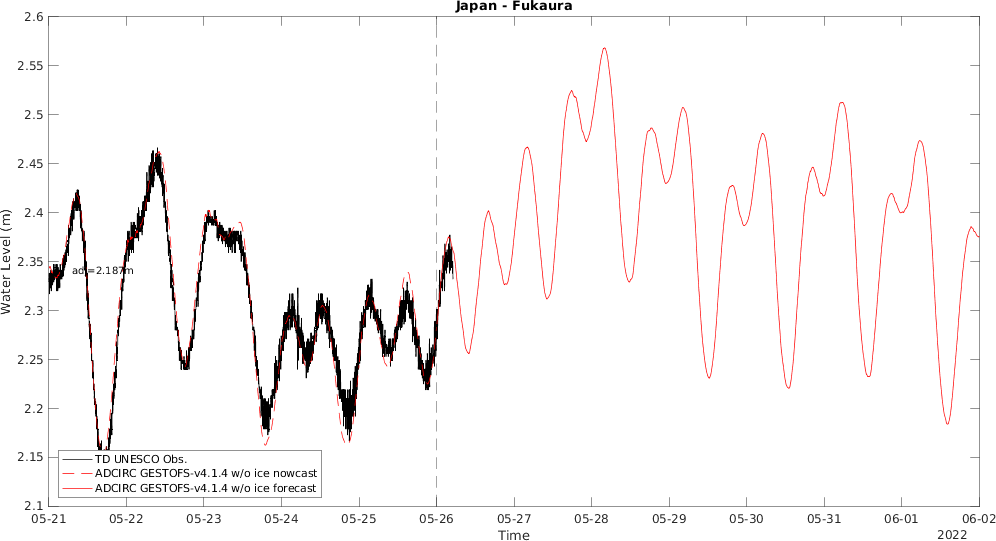 Japan - Fukaura
2.6
2.55
2.5
2.45
2.4
2.35
2.3
2.25
2.2
2.15
2.1
Water Level (m)
=2.187m
TD UNESCO Obs.
ADCIRC GESTOFS-v4.1.4 w/o ice nowcast
ADCIRC GESTOFS-v4.1.4 w/o ice forecast
05-21 05-22 05-23 05-24 05-25 05-26 05-27 05-28 05-29 05-30 05-31 06-01 06-02
Time
2022